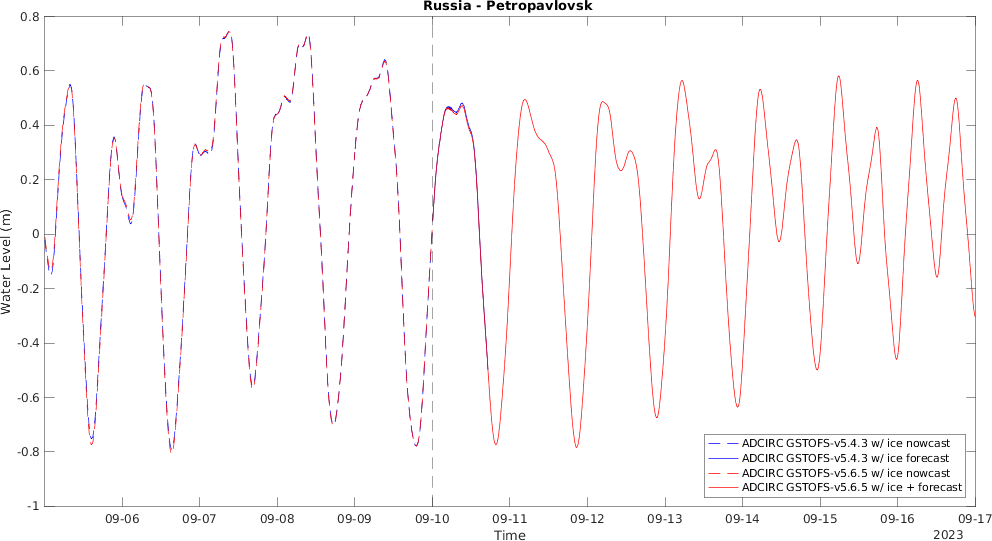 Russia - Petropavlovsk
0.8
0.6
0.4
0.2
0
-0.2
-0.4
-0.6
-0.8
-1
Water Level (m)
ADCIRC GSTOFS-v5.4.3 w/ ice nowcast
ADCIRC GSTOFS-v5.4.3 w/ ice forecast
ADCIRC GSTOFS-v5.6.5 w/ ice nowcast
ADCIRC GSTOFS-v5.6.5 w/ ice + forecast
09-06 09-07 09-08 09-09 09-10 09-11 09-12 09-13 09-14 09-15 09-16 09-17
Time
2023